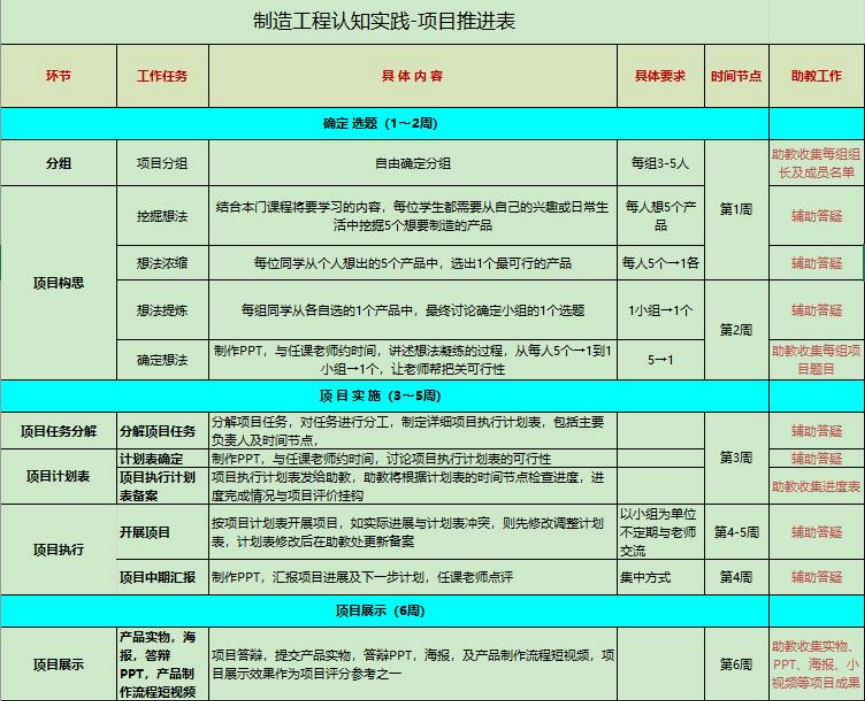 制造工程认知实践-项目推进表
环节 工作任务 具体内容 具体要求 时间节点 助教工作
确定选题（1～2周）
分组 项目分组 自由确定分组 每组3-5人 第1周 助教收集每组组
长及成员名单
项目构思
挖掘想法 结合本门课程将要学习的内容，每位学生都需要从自己的兴趣或日常生
活中挖掘5个想要制造的产品 每人想5个产
品 辅助答疑
想法浓缩 每位同学从个人想出的5个产品中，选出1个最可行的产品 每人5个→1各 辅助答疑
想法提炼 每组同学从各自选的1个产品中，最终讨论确定小组的1个选题 1小组→1个 第2周 辅助答疑
确定想法 制作PPT，与任课老师约时间，讲述想法凝练的过程，从每人5个→1到1
小组→1个，让老师帮把关可行性 5→1 助教收集每组项
目题目
项目实施（3～5周）
项目任务分解 分解项目任务 分解项目任务，对任务进行分工，制定详细项目执行计划表，包括主要
负责人及时间节点， 第3周 辅助答疑
项目计划表
计划表确定 制作PPT，与任课老师约时间，讨论项目执行计划表的可行性 辅助答疑
项目执行计划
表备案 项目执行计划表发给助教，助教将根据计划表的时间节点检查进度，进
度完成情况与项目评价挂钩 助教收集进度表
项目执行
开展项目 按项目计划表开展项目，如实际进展与计划表冲突，则先修改调整计划
表，计划表修改后在助教处更新备案 以小组为单位
不定期与老师
交流 第4-5周 辅助答疑
项目中期汇报 制作PPT，汇报项目进展及下一步计划，任课老师点评 集中方式 第4周 辅助答疑
项目展示（6周）
项目展示 产品实物，海
报，答辩
PPT，产品制
作流程短视频 项目答辩，提交产品实物，答辩PPT，海报，及产品制作流程短视频，项
目展示效果作为项目评分参考之一 第6周 助教收集实物、
PPT、海报、小
视频等项目成果